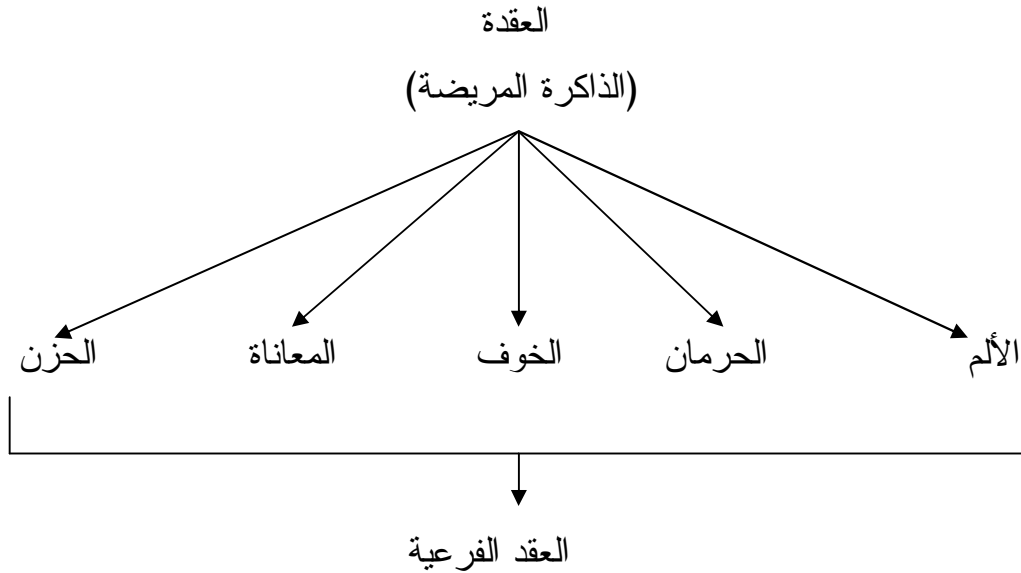 العقدة
(الذاكرة المريضة)
الألم الحرمان الخوف المعاناة الحزن
العقد الفرعية